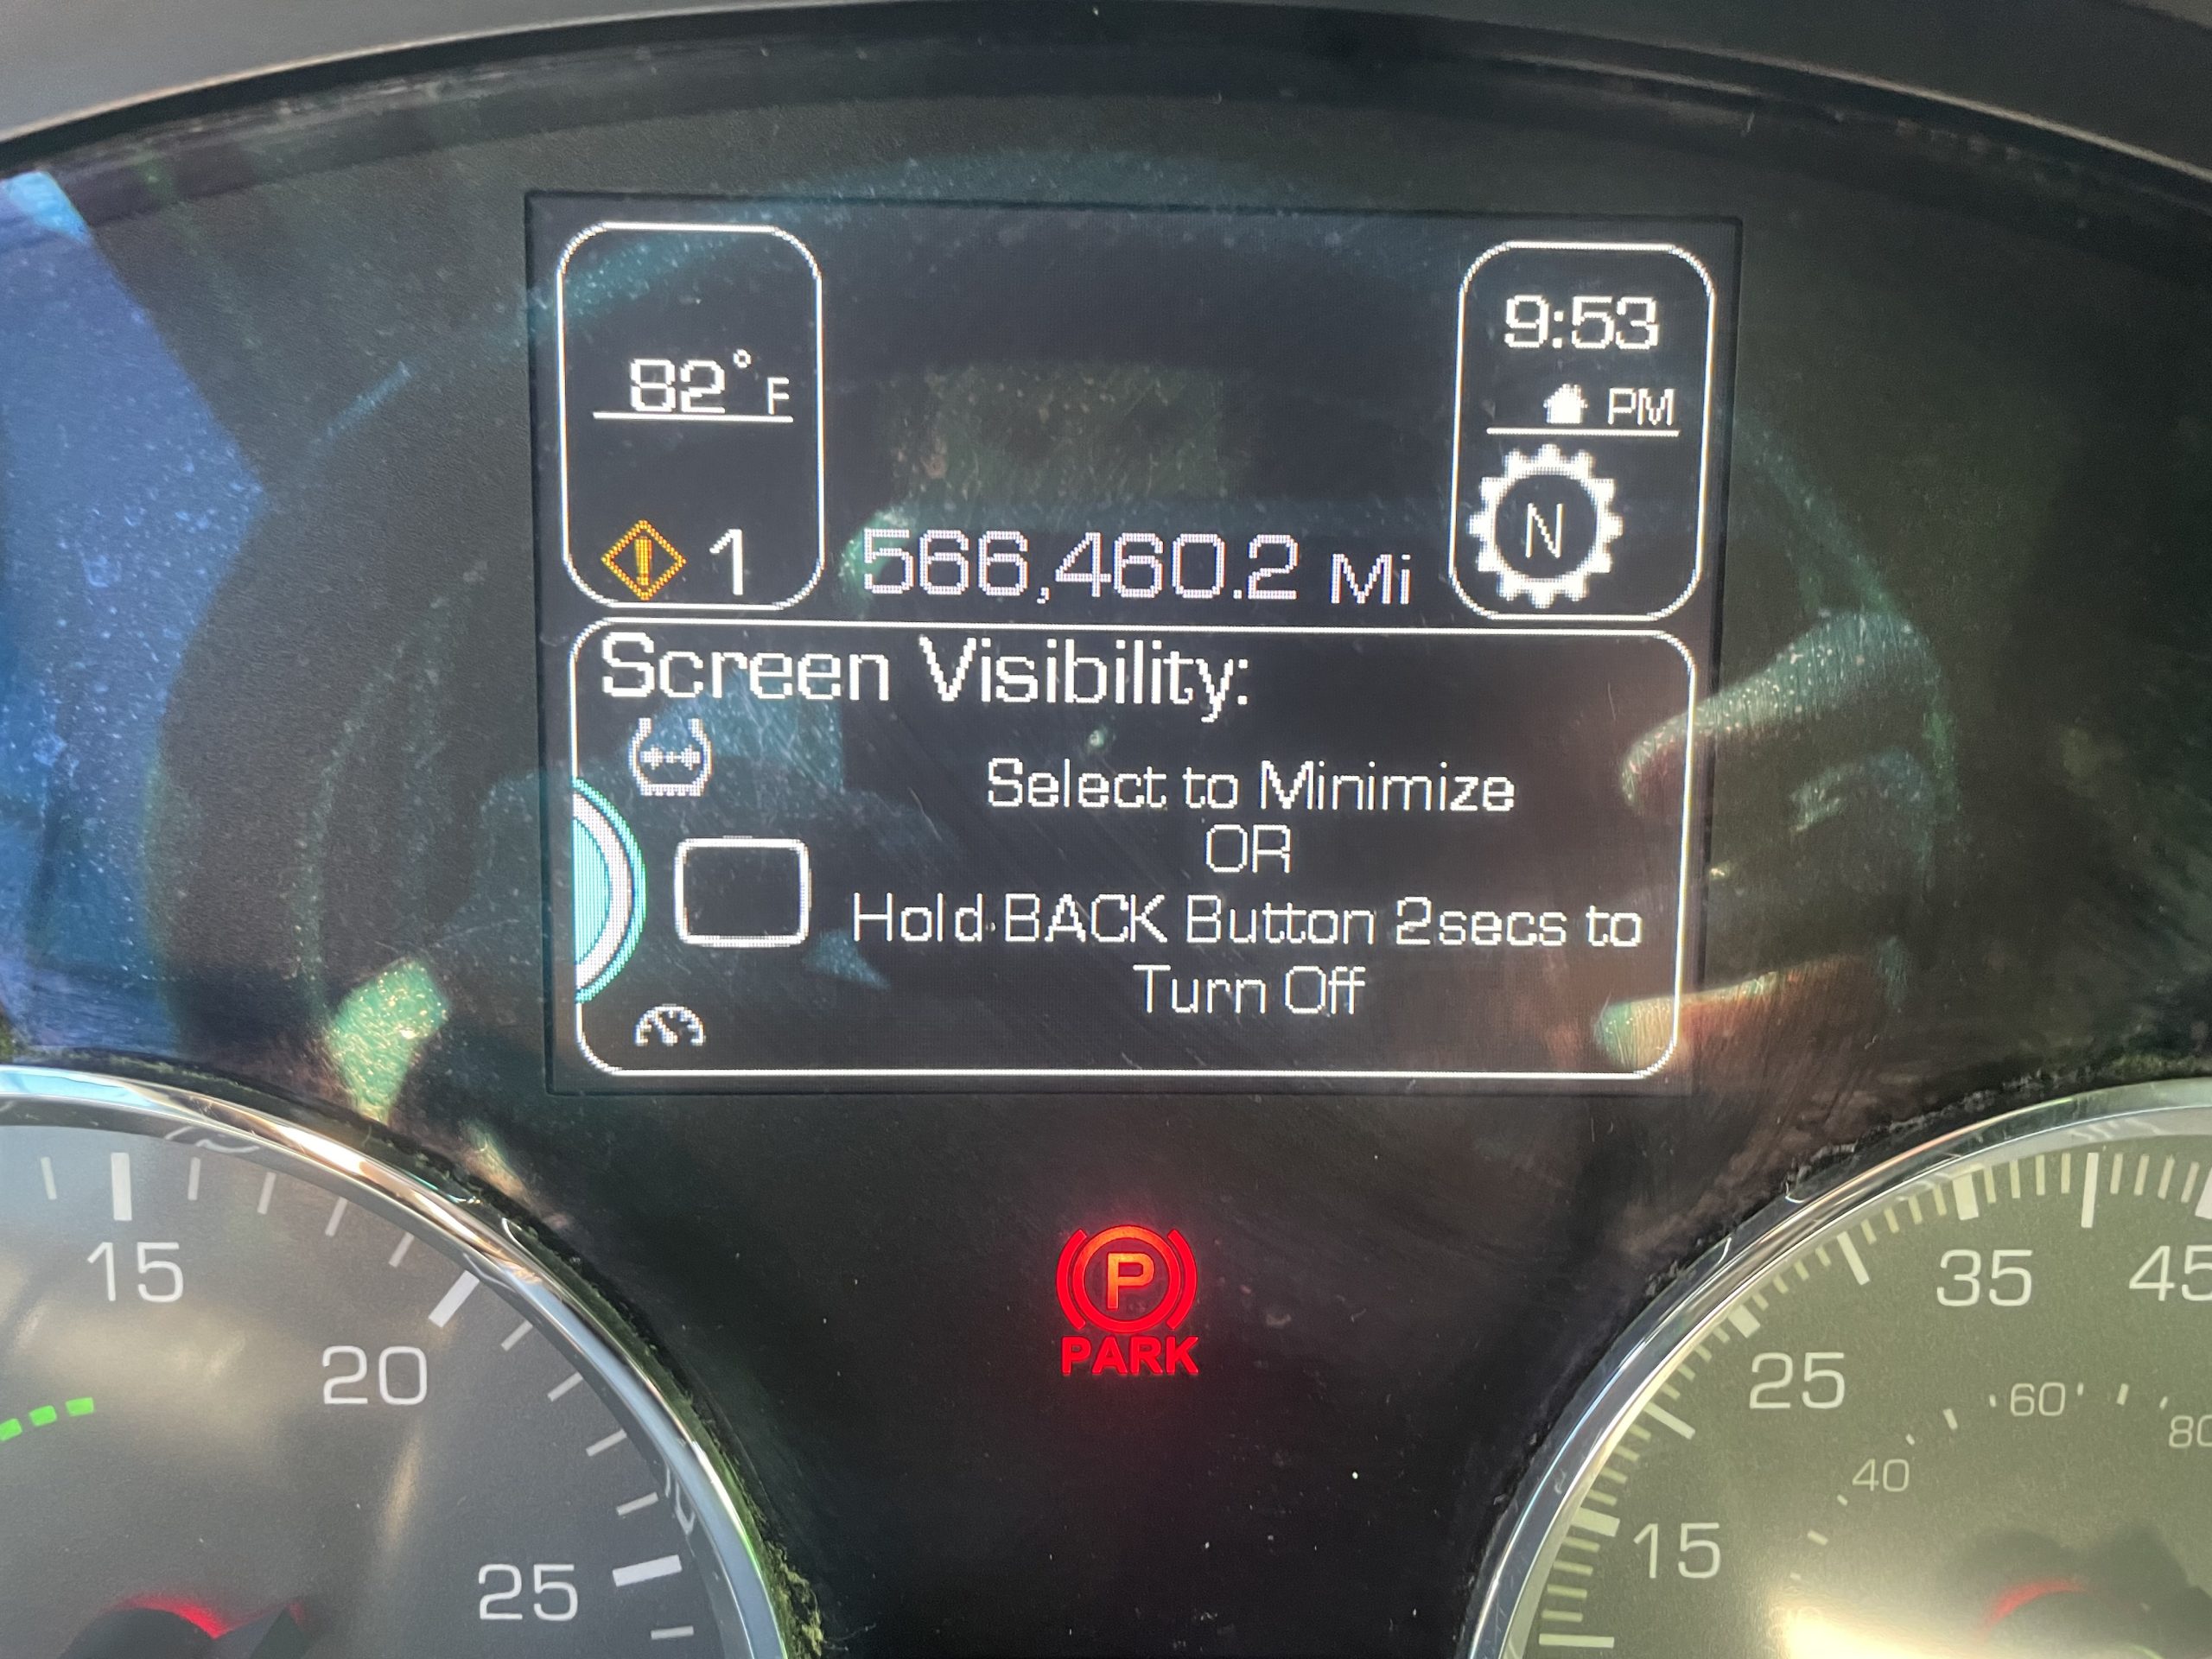 82°F
9:53
PM
N
1
566,460.2 Mi
Screen Visibility:
Select to Minimize
OR
Hold BACK Button 2secs to
Turn Off
P
PARK
15
20
25
35
45
25
60
80
40
15